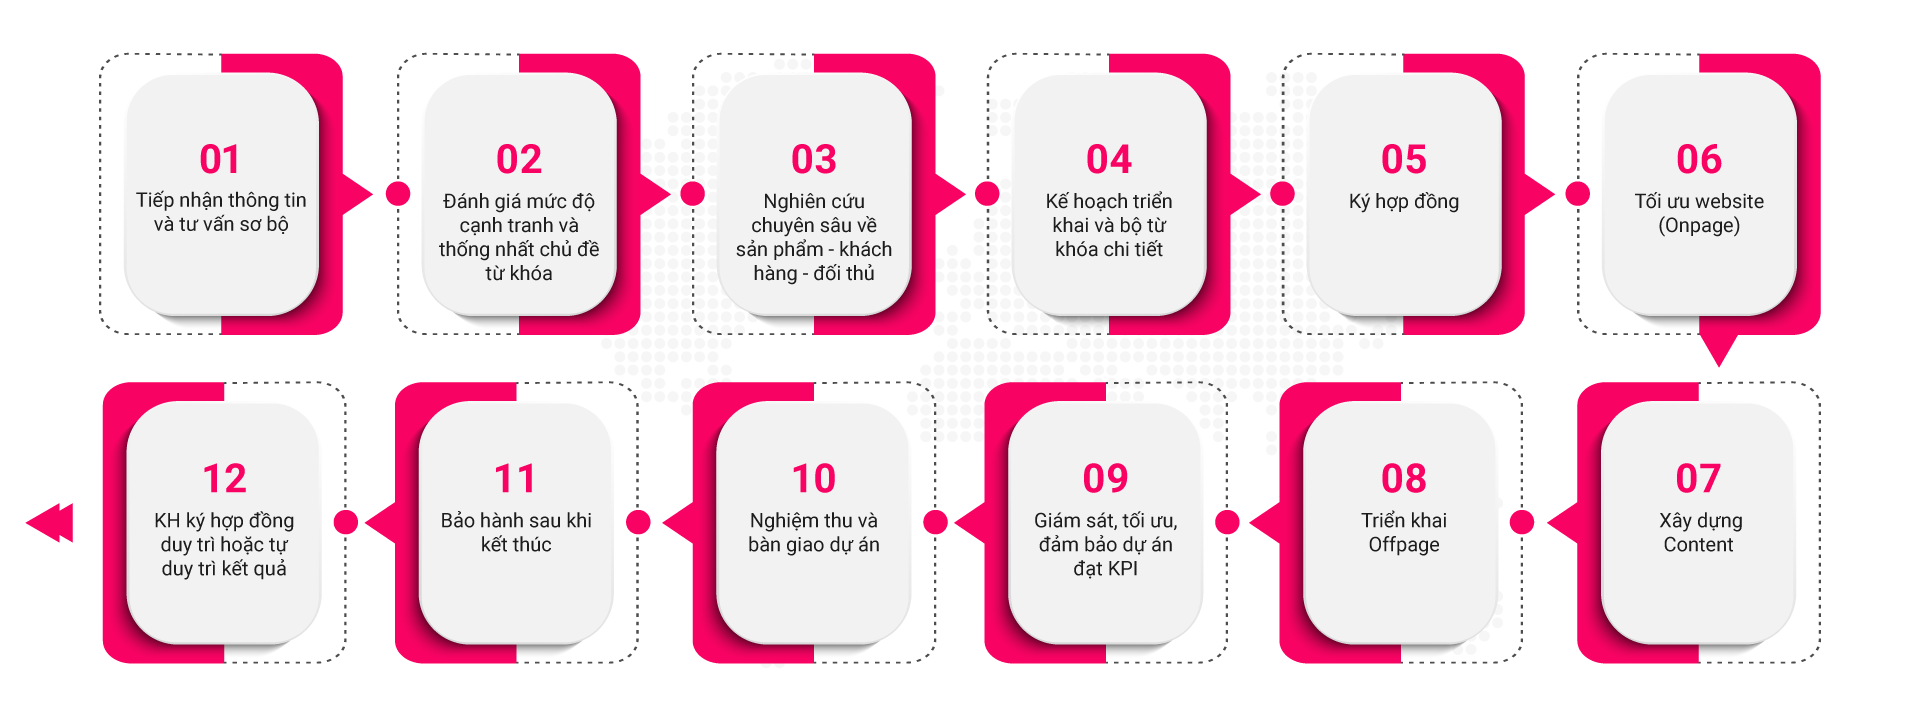 01
Tiếp nhận thông tin
và tư vấn sơ bộ
02
Đánh giá mức độ
cạnh tranh và
thống nhất chủ đề
từ khóa
03
Nghiên cứu
chuyên sâu về
sản phẩm - khách
hàng - đối thủ
04
Kế hoạch triển
khai và bộ từ
khóa chi tiết
05
Ký hợp đồng
06
Tối ưu website
(Onpage)
07
Xây dựng
Content
08
Triển khai
Offpage
09
Giám sát, tối ưu,
đảm bảo dự án
đạt KPI
10
Nghiệm thu và
bàn giao dự án
11
Bảo hành sau khi
kết thúc
12
KH ký hợp đồng
duy trì hoặc tự
duy trì kết quả